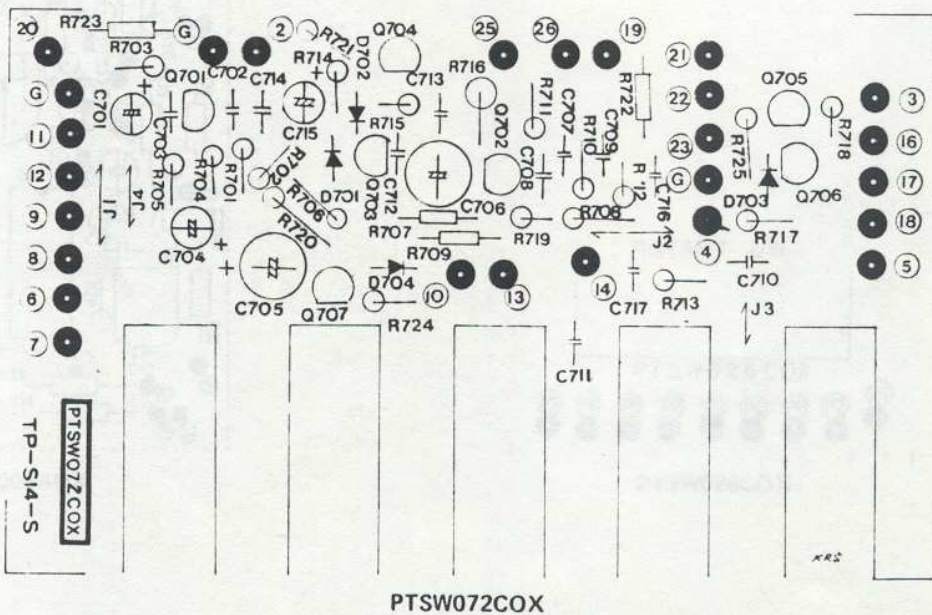 20
R723
R703
G
2
R721
D702
Q704
25
26
19
21
R714
R716
C713
Q701
C702
C714
G
C701
C703
C715
R715
R711
C707
R710
C709
R722
22
Q705
3
11
R718
16
23
R725
12
J1
J4
R705
R704
R701
R702
D701
Q703
C712
Q702
C708
C716
G
D703
Q706
17
9
R706
R720
C706
R707
R719
R708
R 12
J2
4
R717
18
8
C704
R709
D704
10
13
14
C717
R713
C710
5
6
C705
Q707
R724
J3
7
C711
TP-S14-S
PTSW072COX
KRS
PTSW072COX